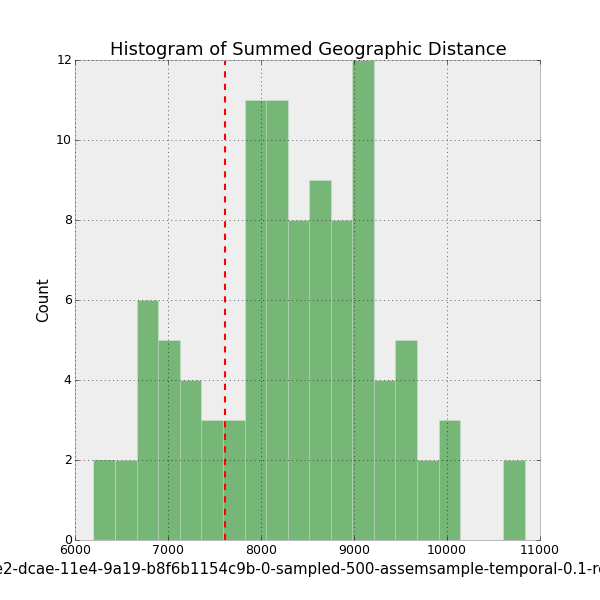 Histogram of Summed Geographic Distance
12
10
8
6
4
2
0
Count
6000 7000 8000 9000 10000 11000
e2-dcae-11e4-9a19-b8f6b1154c9b-0-sampled-500-assemsample-temporal-0.1-r